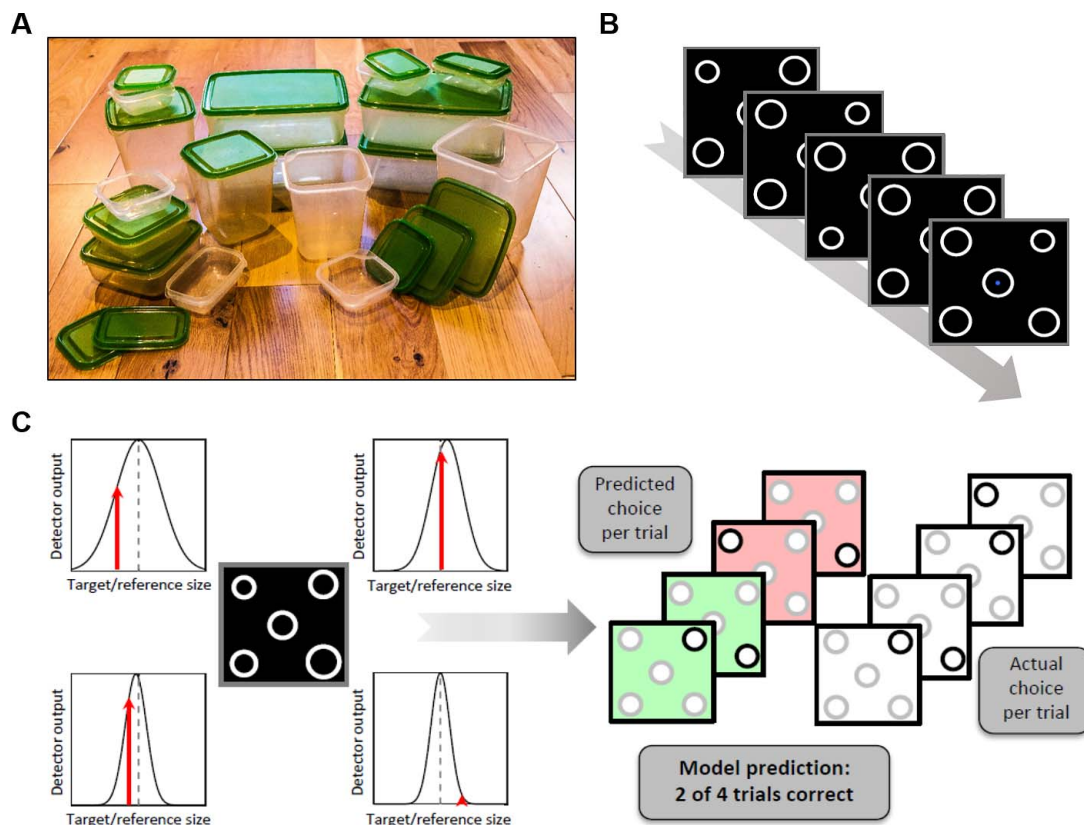 A
B
C
Detector output
Target/reference size
Detector output
Target/reference size
Detector output
Target/reference size
Detector output
Target/reference size
Predicted
choice
per trial
Actual
choice
per trial
Model prediction:
2 of 4 trials correct